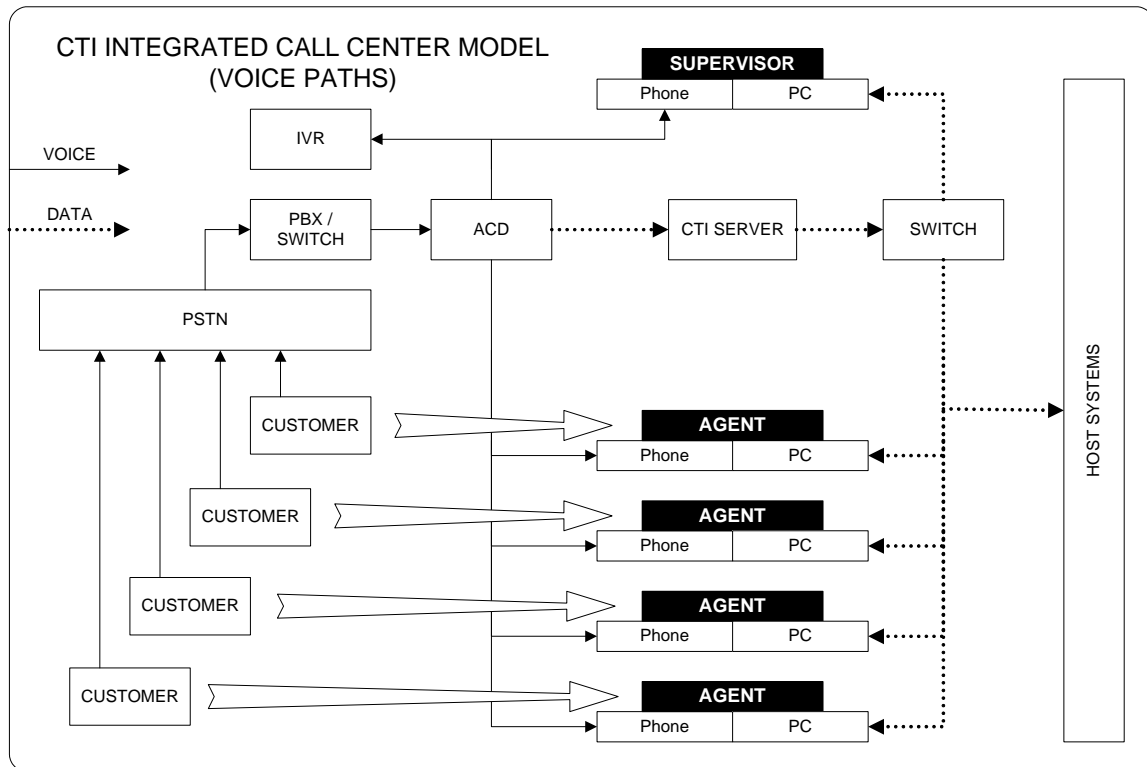 CTI INTEGRATED CALL CENTER MODEL
(VOICE PATHS)
SUPERVISOR
Phone PC
IVR
VOICE
DATA
PBX /
SWITCH
ACD
CTI SERVER
SWITCH
PSTN
HOST SYSTEMS
CUSTOMER
AGENT
Phone PC
CUSTOMER
AGENT
Phone PC
CUSTOMER
AGENT
Phone PC
CUSTOMER
AGENT
Phone PC